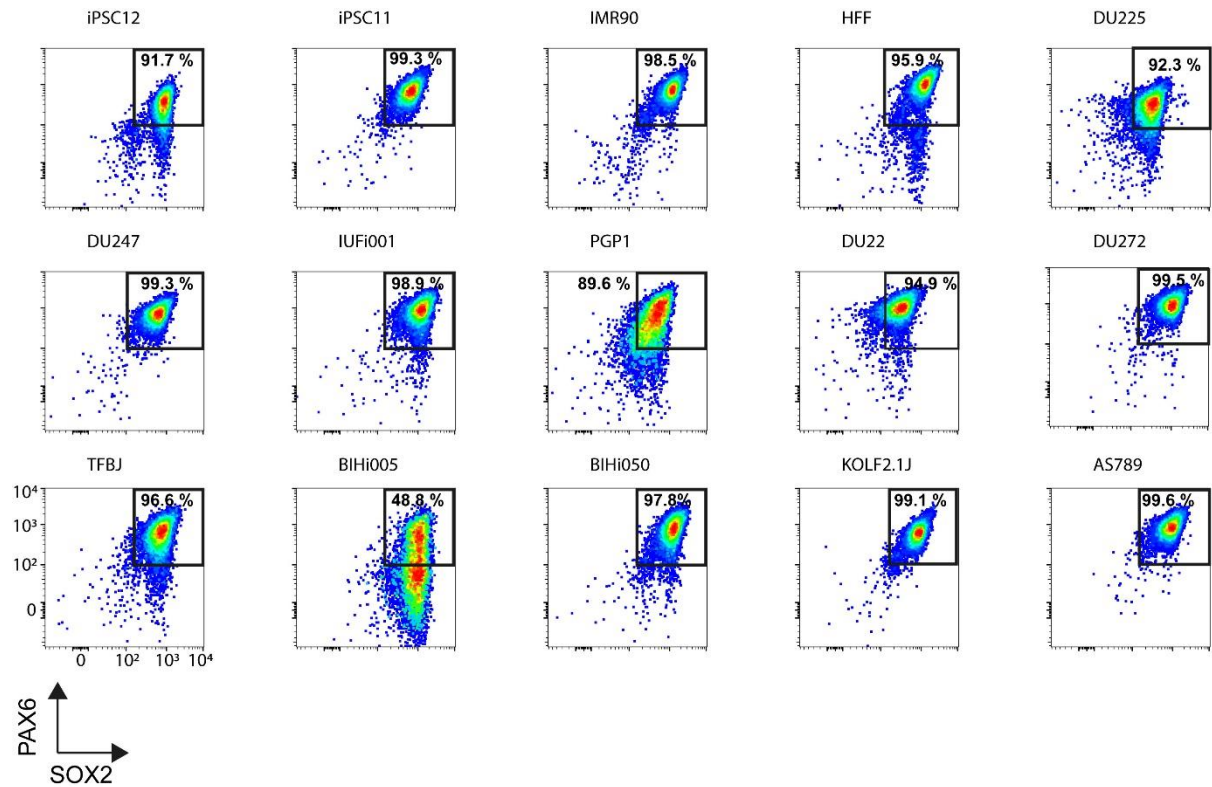 iPSC12 iPSC11 IMR90 HFF DU225
91.7 % 99.3 % 98.5 % 95.9 % 92.3 %
DU247 IUFi001 PGP1 DU22 DU272
99.3 % 98.9 % 89.6 % 94.9 % 99.5 %
TFBJ BIHi005 BIHi050 KOLF2.1J AS789
10⁴ 96.6 % 48.8 % 97.8% 99.1 % 99.6 %
10³
10²
0
0 10² 10³ 10⁴
PAX6
SOX2